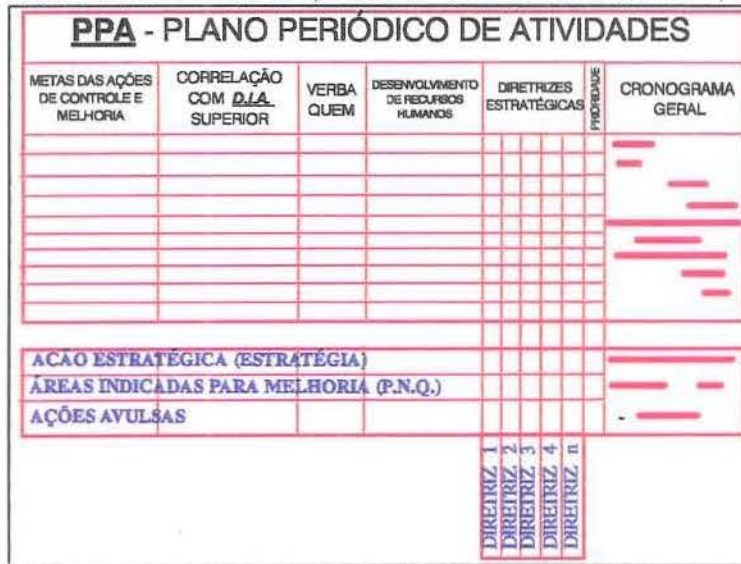 PPA - PLANO PERIÓDICO DE ATIVIDADES
METAS DAS AÇÕES
DE CONTROLE E
MELHORIA
CORRELAÇÃO
COM D.I.A.
SUPERIOR
VERBA
QUEM
DESENVOLVIMENTO
DE RECURSOS
HUMANOS
DIRETRIZES
ESTRATÉGICAS
PRIORIDADE
CRONOGRAMA
GERAL
AÇÃO ESTRATÉGICA (ESTRATÉGIA)
ÁREAS INDICADAS PARA MELHORIA (P.N.Q.)
AÇÕES AVULSAS
DIRETRIZ 1
DIRETRIZ 2
DIRETRIZ 3
DIRETRIZ 4
DIRETRIZ n